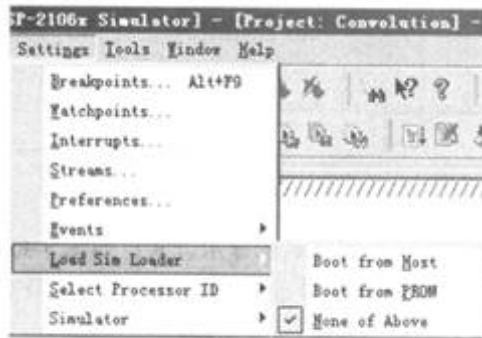 SP-2106x Simulator] - [Project: Convolution] -
Settings Tools Window Help
Breakpoints... Alt+F9
Watchpoints...
Interrupts...
Streams...
Preferences...
Events
Load Sim Loader
Boot from Host
Select Processor ID
Boot from PROM
Simulator
None of Above